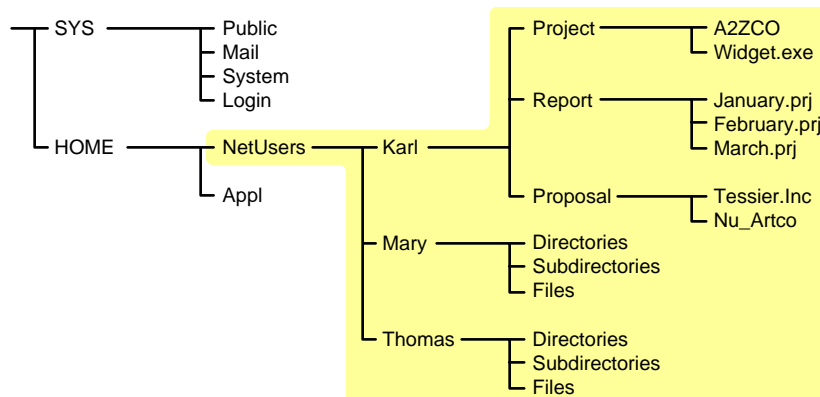 SYS Public Project A2ZCO
Mail Widget.exe
System
Login Report January.prj
February.prj
HOME NetUsers Karl March.prj
Appl Proposal Tessier.Inc
Nu_Artco
Mary Directories
Subdirectories
Files
Thomas Directories
Subdirectories
Files